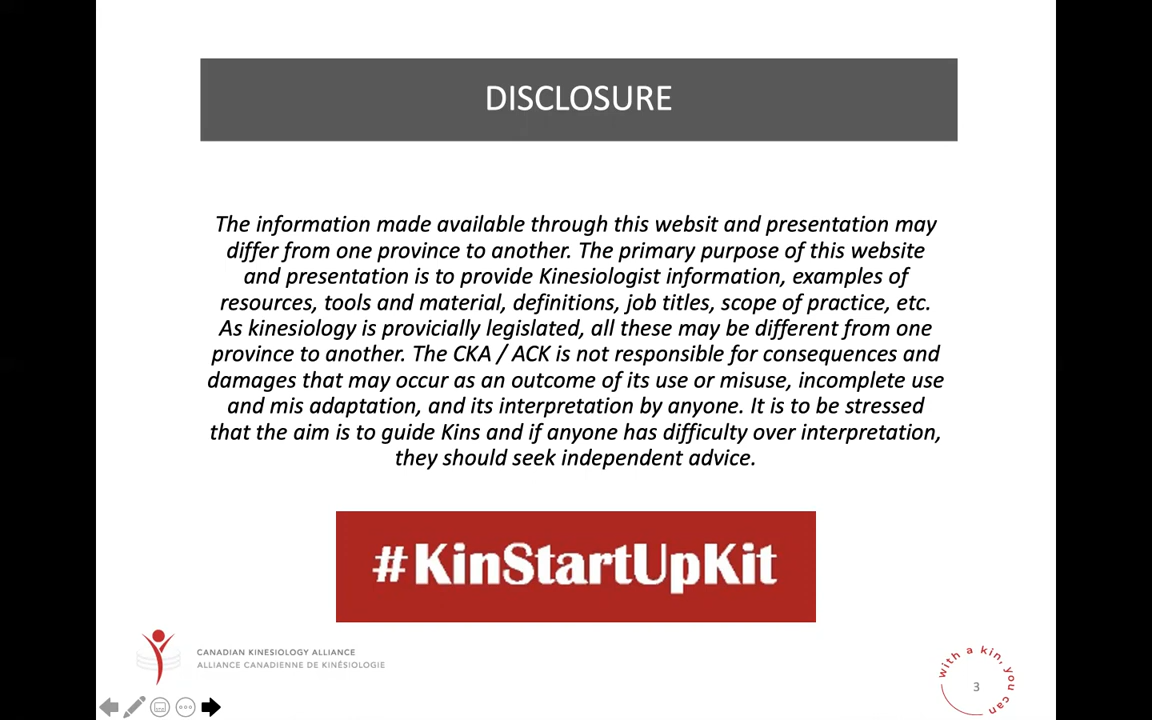 DISCLOSURE
The information made available through this websit and presentation may
differ from one province to another. The primary purpose of this website
and presentation is to provide Kinesiologist information, examples of
resources, tools and material, definitions, job titles, scope of practice, etc.
As kinesiology is provicially legislated, all these may be different from one
province to another. The CKA / ACK is not responsible for consequences and
damages that may occur as an outcome of its use or misuse, incomplete use
and mis adaptation, and its interpretation by anyone. It is to be stressed
that the aim is to guide Kins and if anyone has difficulty over interpretation,
they should seek independent advice.
#KinStartUpKit
CANADIAN KINESIOLOGY ALLIANCE
ALLIANCE CANADIENNE DE KINÉSIOLOGIE
with a kin, you can
3